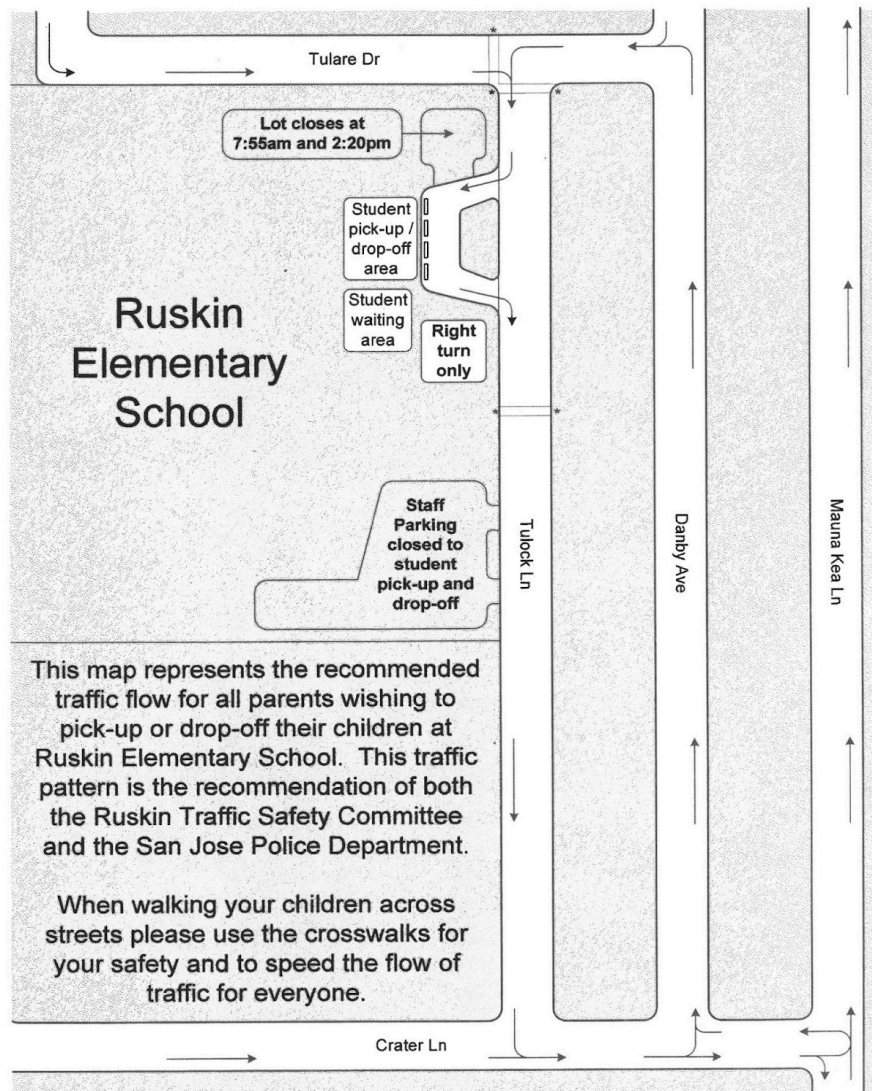 Tulare Dr
Lot closes at
7:55am and 2:20pm
Student
pick-up /
drop-off
area
Student
waiting
area
Right
turn
only
Ruskin
Elementary
School
Staff
Parking
closed to
student
pick-up and
drop-off
Tulock Ln
Danby Ave
Mauna Kea Ln
This map represents the recommended
traffic flow for all parents wishing to
pick-up or drop-off their children at
Ruskin Elementary School. This traffic
pattern is the recommendation of both
the Ruskin Traffic Safety Committee
and the San Jose Police Department.
When walking your children across
streets please use the crosswalks for
your safety and to speed the flow of
traffic for everyone.
Crater Ln